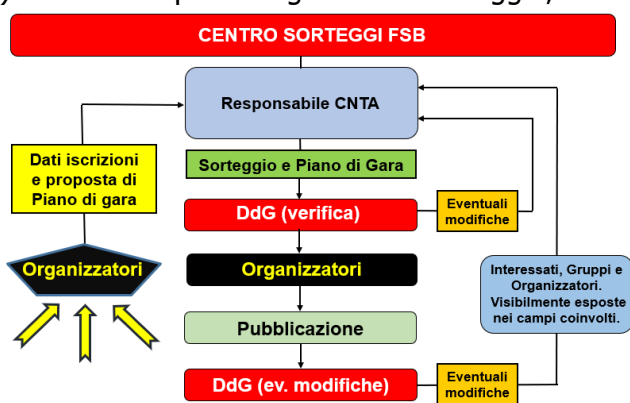 CENTRO SORTEGGI FSB
Responsabile CNTA
Dati iscrizioni
e proposta di
Piano di gara
Sorteggio e Piano di Gara
DdG (verifica)
Eventuali
modifiche
Organizzatori
Organizzatori
Interessati, Gruppi e
Organizzatori.
Visibilmente esposte
nei campi coinvolti.
Pubblicazione
DdG (ev. modifiche)
Eventuali
modifiche